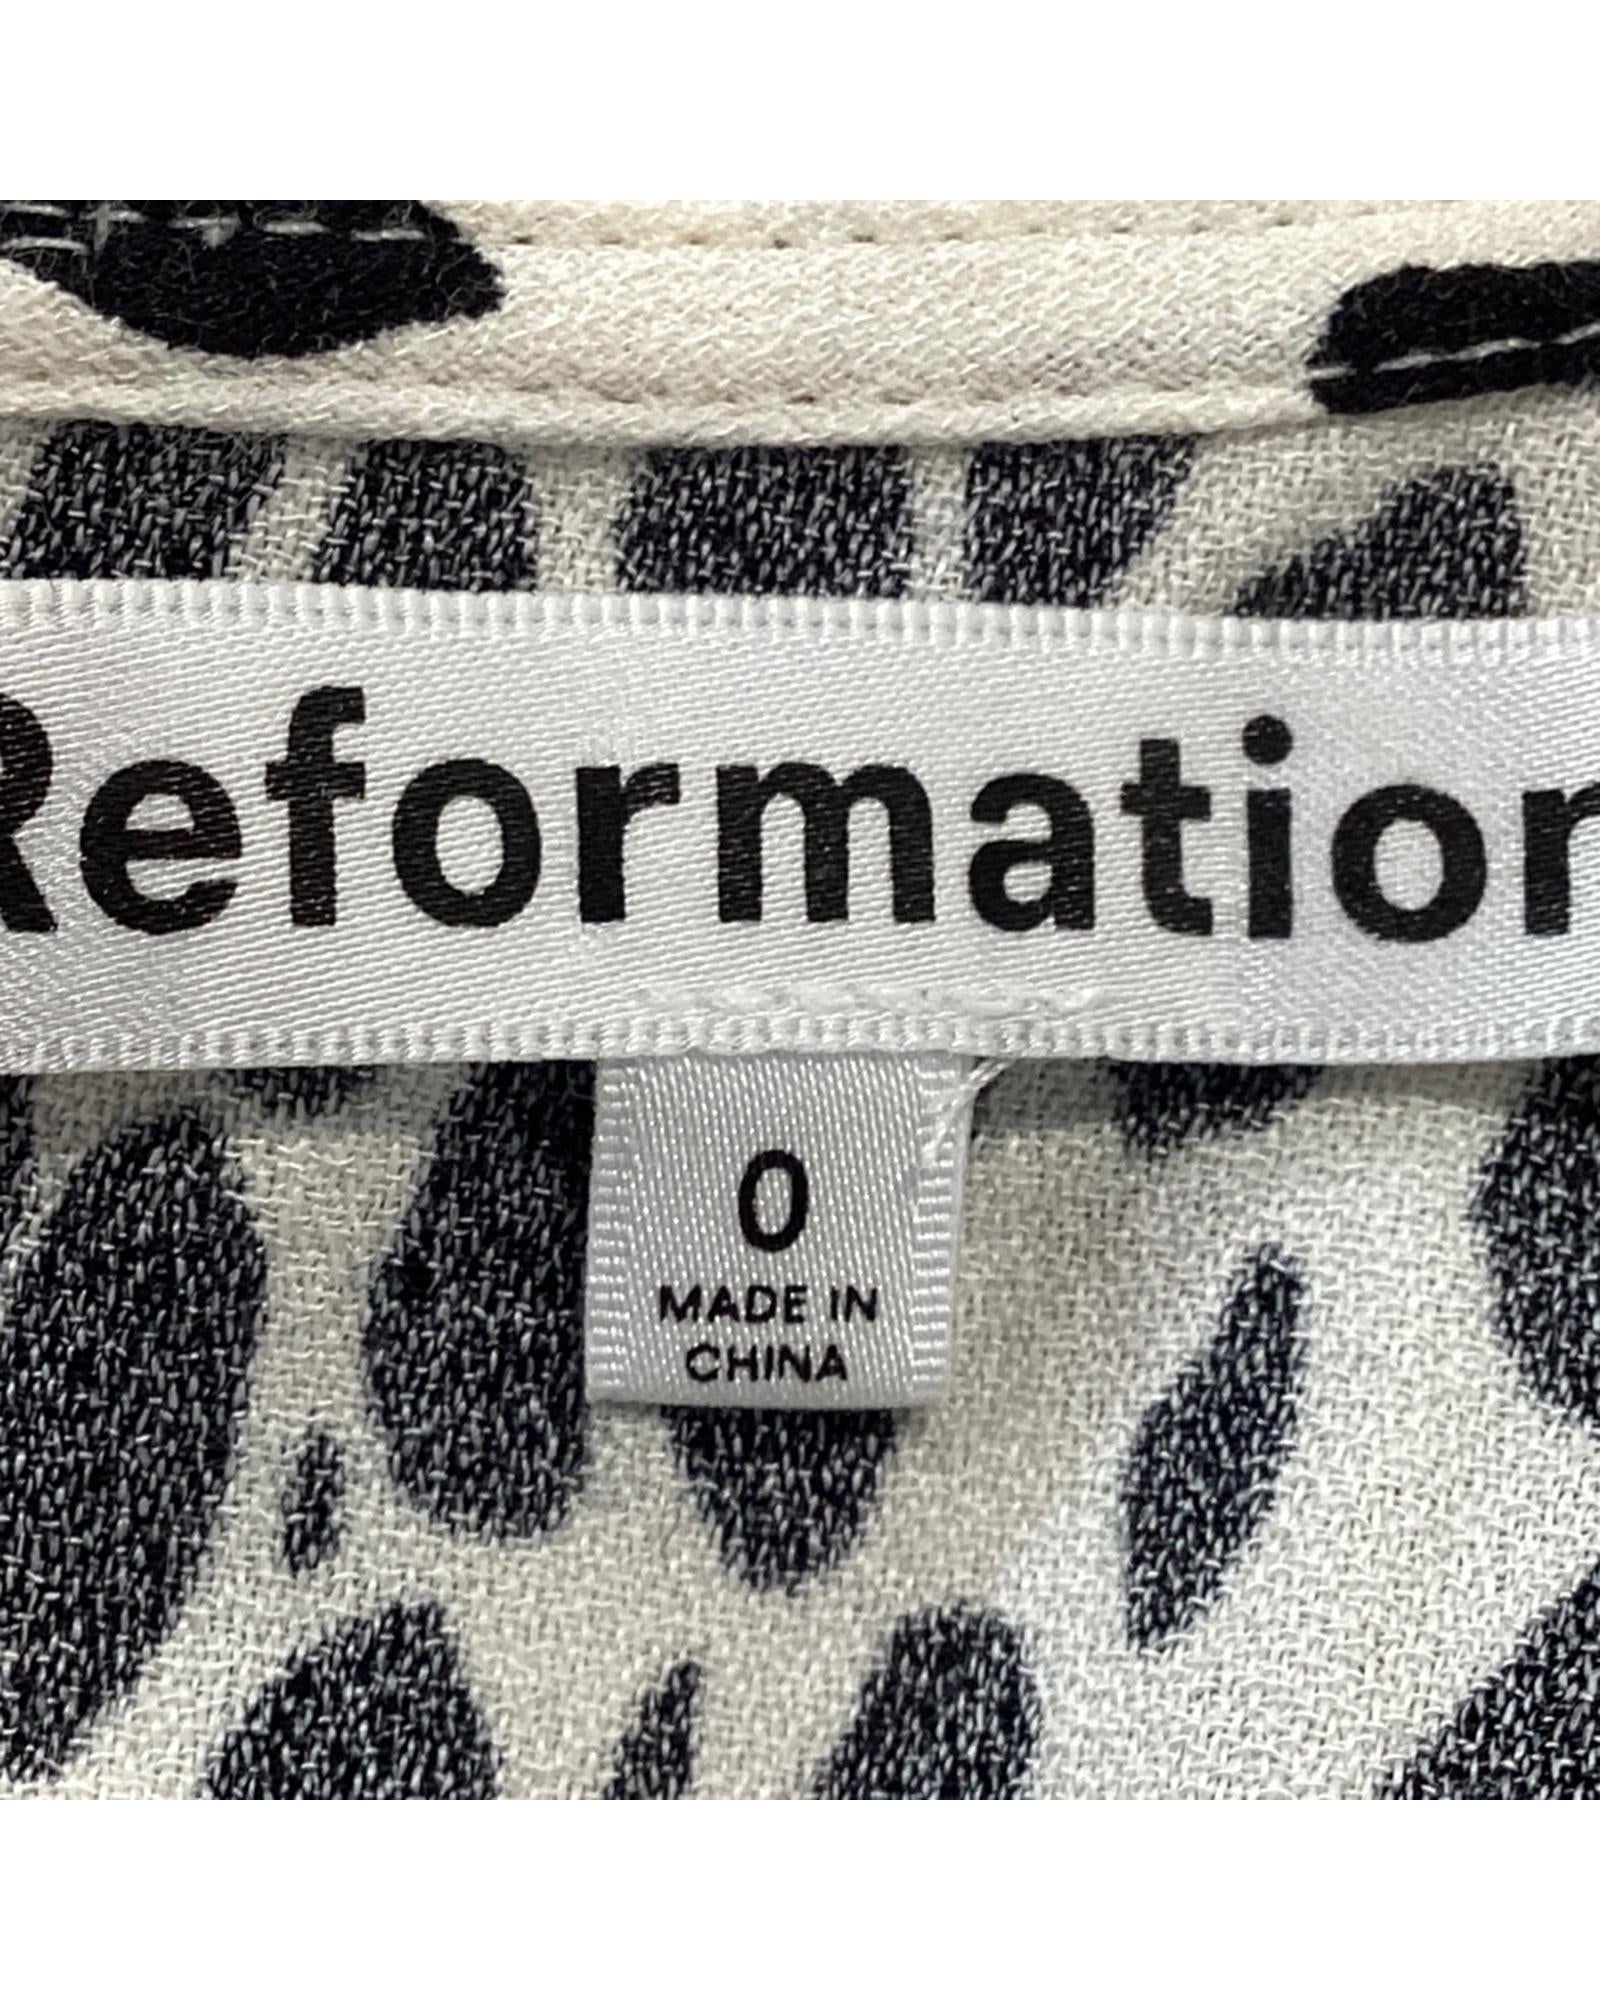 Reformation
0
MADE IN
CHINA